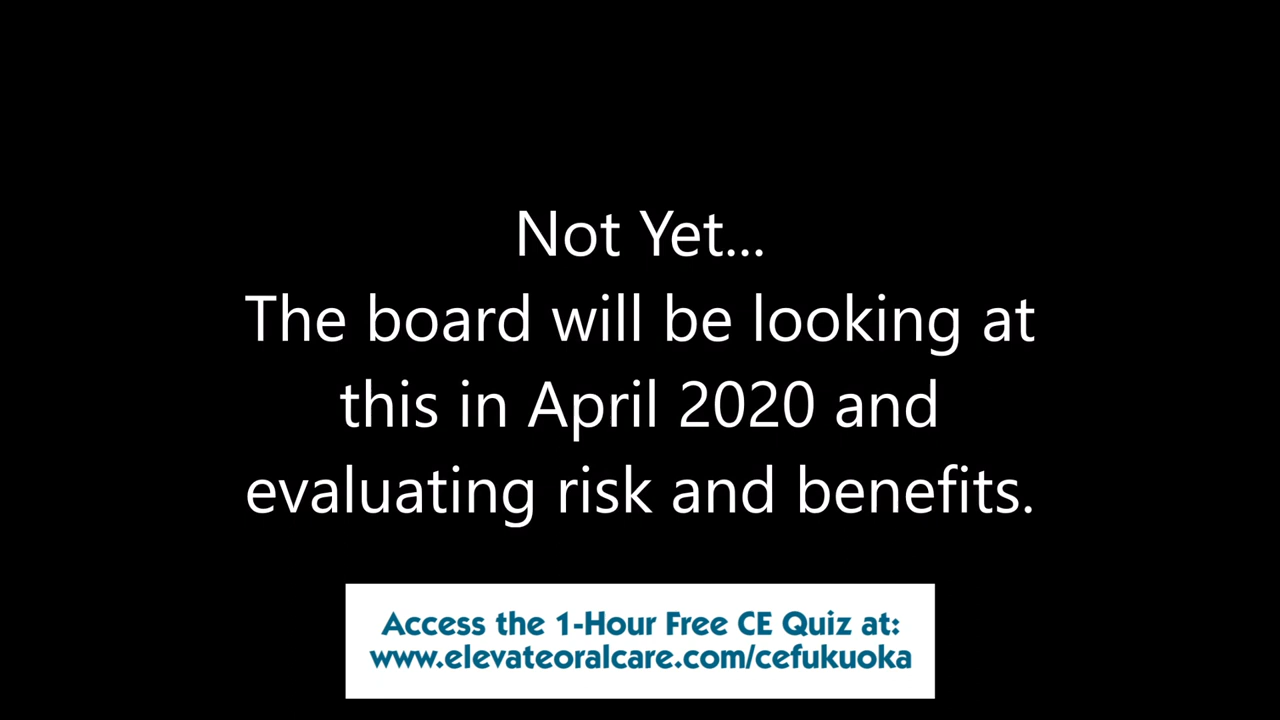 Not Yet...
The board will be looking at
this in April 2020 and
evaluating risk and benefits.
Access the 1-Hour Free CE Quiz at:
www.elevateoralcare.com/cefukuoka